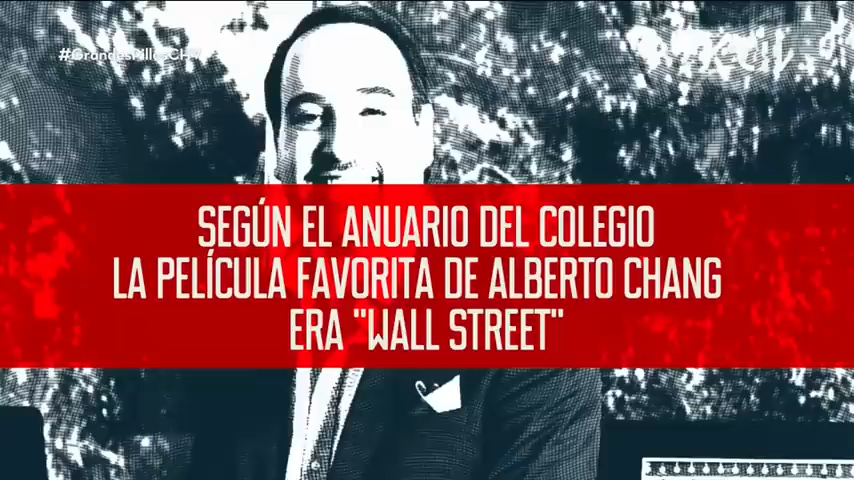 SEGÚN EL ANUARIO DEL COLEGIO
LA PELÍCULA FAVORITA DE ALBERTO CHANG
ERA "WALL STREET"